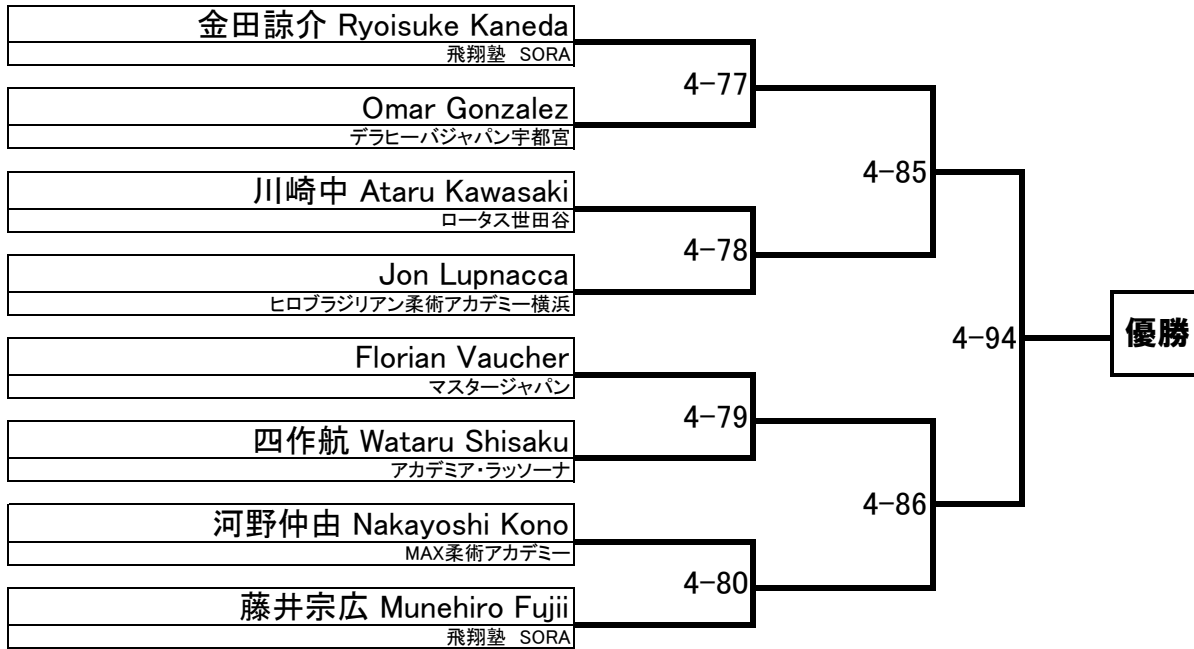 金田諒介 Ryoisuke Kaneda
飛翔塾 SORA
4-77
Omar Gonzalez
デラヒーバジャパン宇都宮
4-85
川崎中 Ataru Kawasaki
ロータス世田谷
4-78
Jon Lupnacca
ヒロブラジリアン柔術アカデミー横浜
4-94
優勝
Florian Vaucher
マスタージャパン
4-79
四作航 Wataru Shisaku
アカデミア・ラッソーナ
4-86
河野仲由 Nakayoshi Kono
MAX柔術アカデミー
4-80
藤井宗広 Munehiro Fujii
飛翔塾 SORA